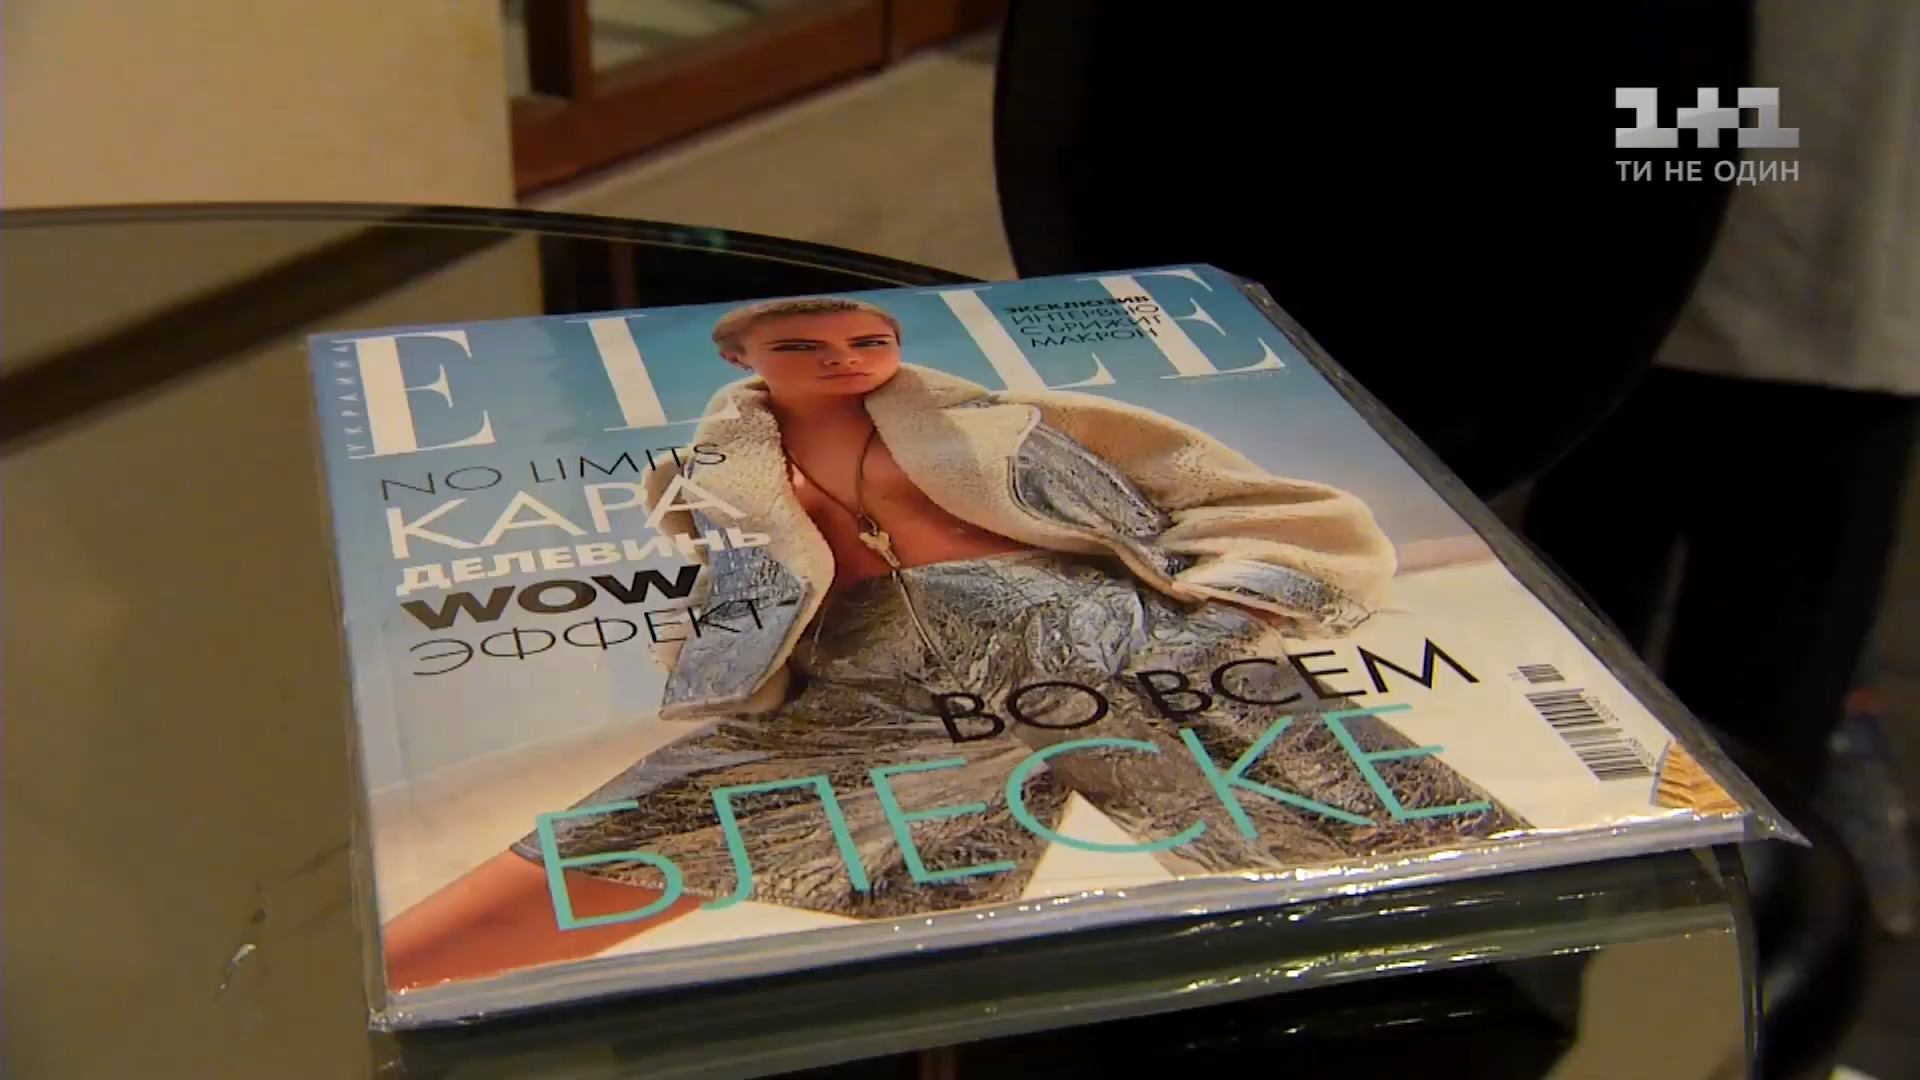 1+1
ТИ НЕ ОДИН
ELLE
УКРАИНА
ЭКСКЛЮЗИВ
ИНТЕРВЬЮ
С БРИЖИТ
МАКРОН
NO LIMITS
КАРА
ДЕЛЕВИНЬ
WOW
ЭФФЕКТ
ВО ВСЕМ
БЛЕСКЕ